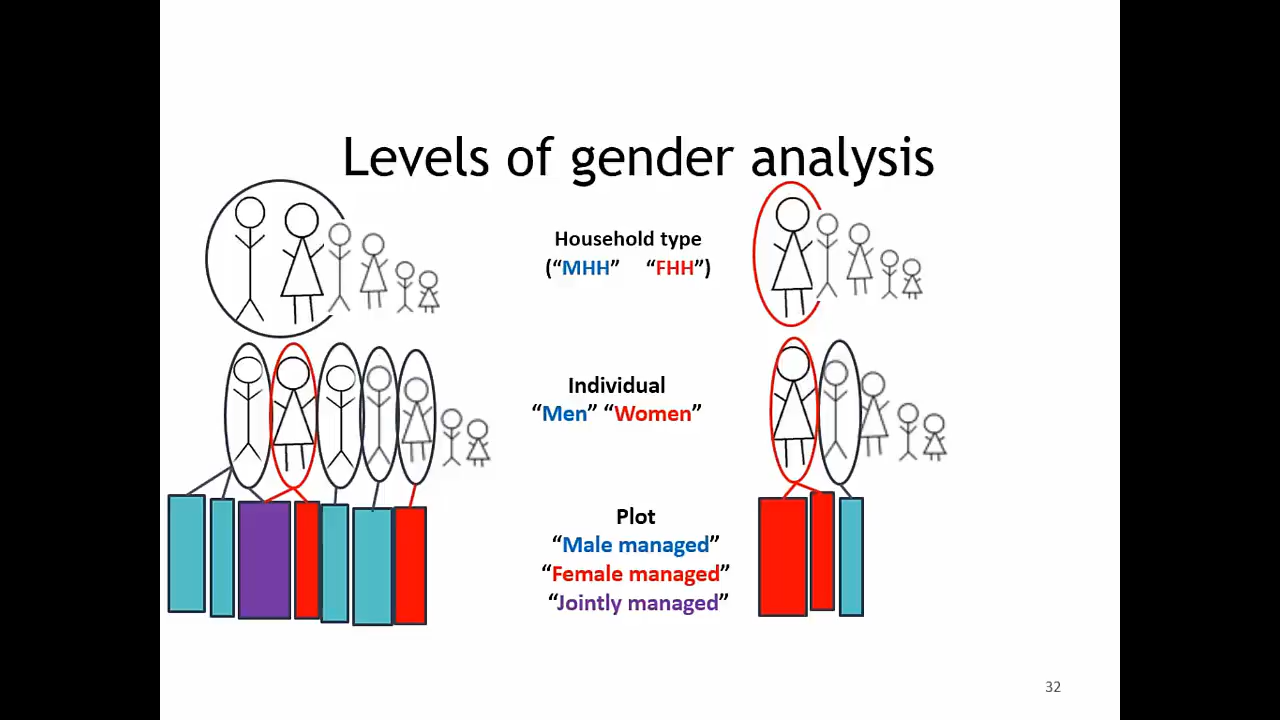 Levels of gender analysis
Household type
(“MHH” “FHH”)
Individual
“Men” “Women”
Plot
“Male managed”
“Female managed”
“Jointly managed”
32